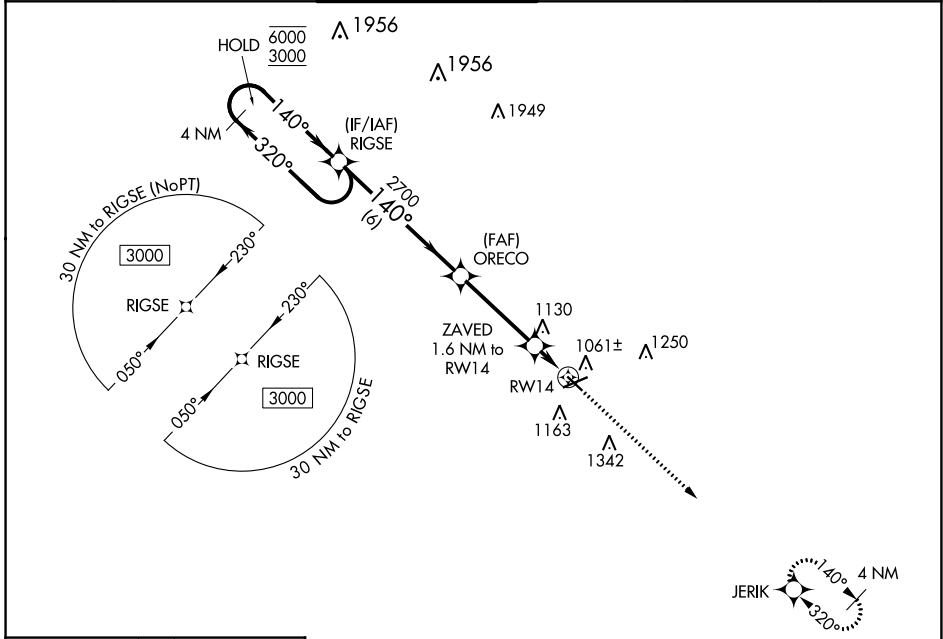 HOLD
6000
3000
1956
1956
1949
4 NM
140°
320°
(IF/IAF)
RIGSE
2700
140°
(6)
(FAF)
ORECO
30 NM to RIGSE (NoPT)
3000
230°
RIGSE
050°
230°
RIGSE
050°
3000
30 NM to RIGSE
ZAVED
1.6 NM to
RW14
1130
1061±
1250
RW14
1163
1342
JERIK
140°
4 NM
320°